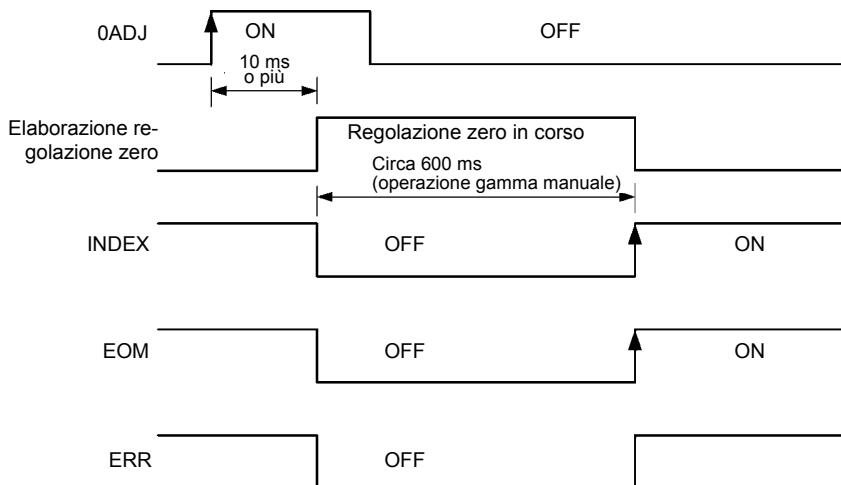 0ADJ
ON
OFF
10 ms
o più
Elaborazione re-
golazione zero
Regolazione zero in corso
Circa 600 ms
(operazione gamma manuale)
INDEX
OFF
ON
EOM
OFF
ON
ERR
OFF